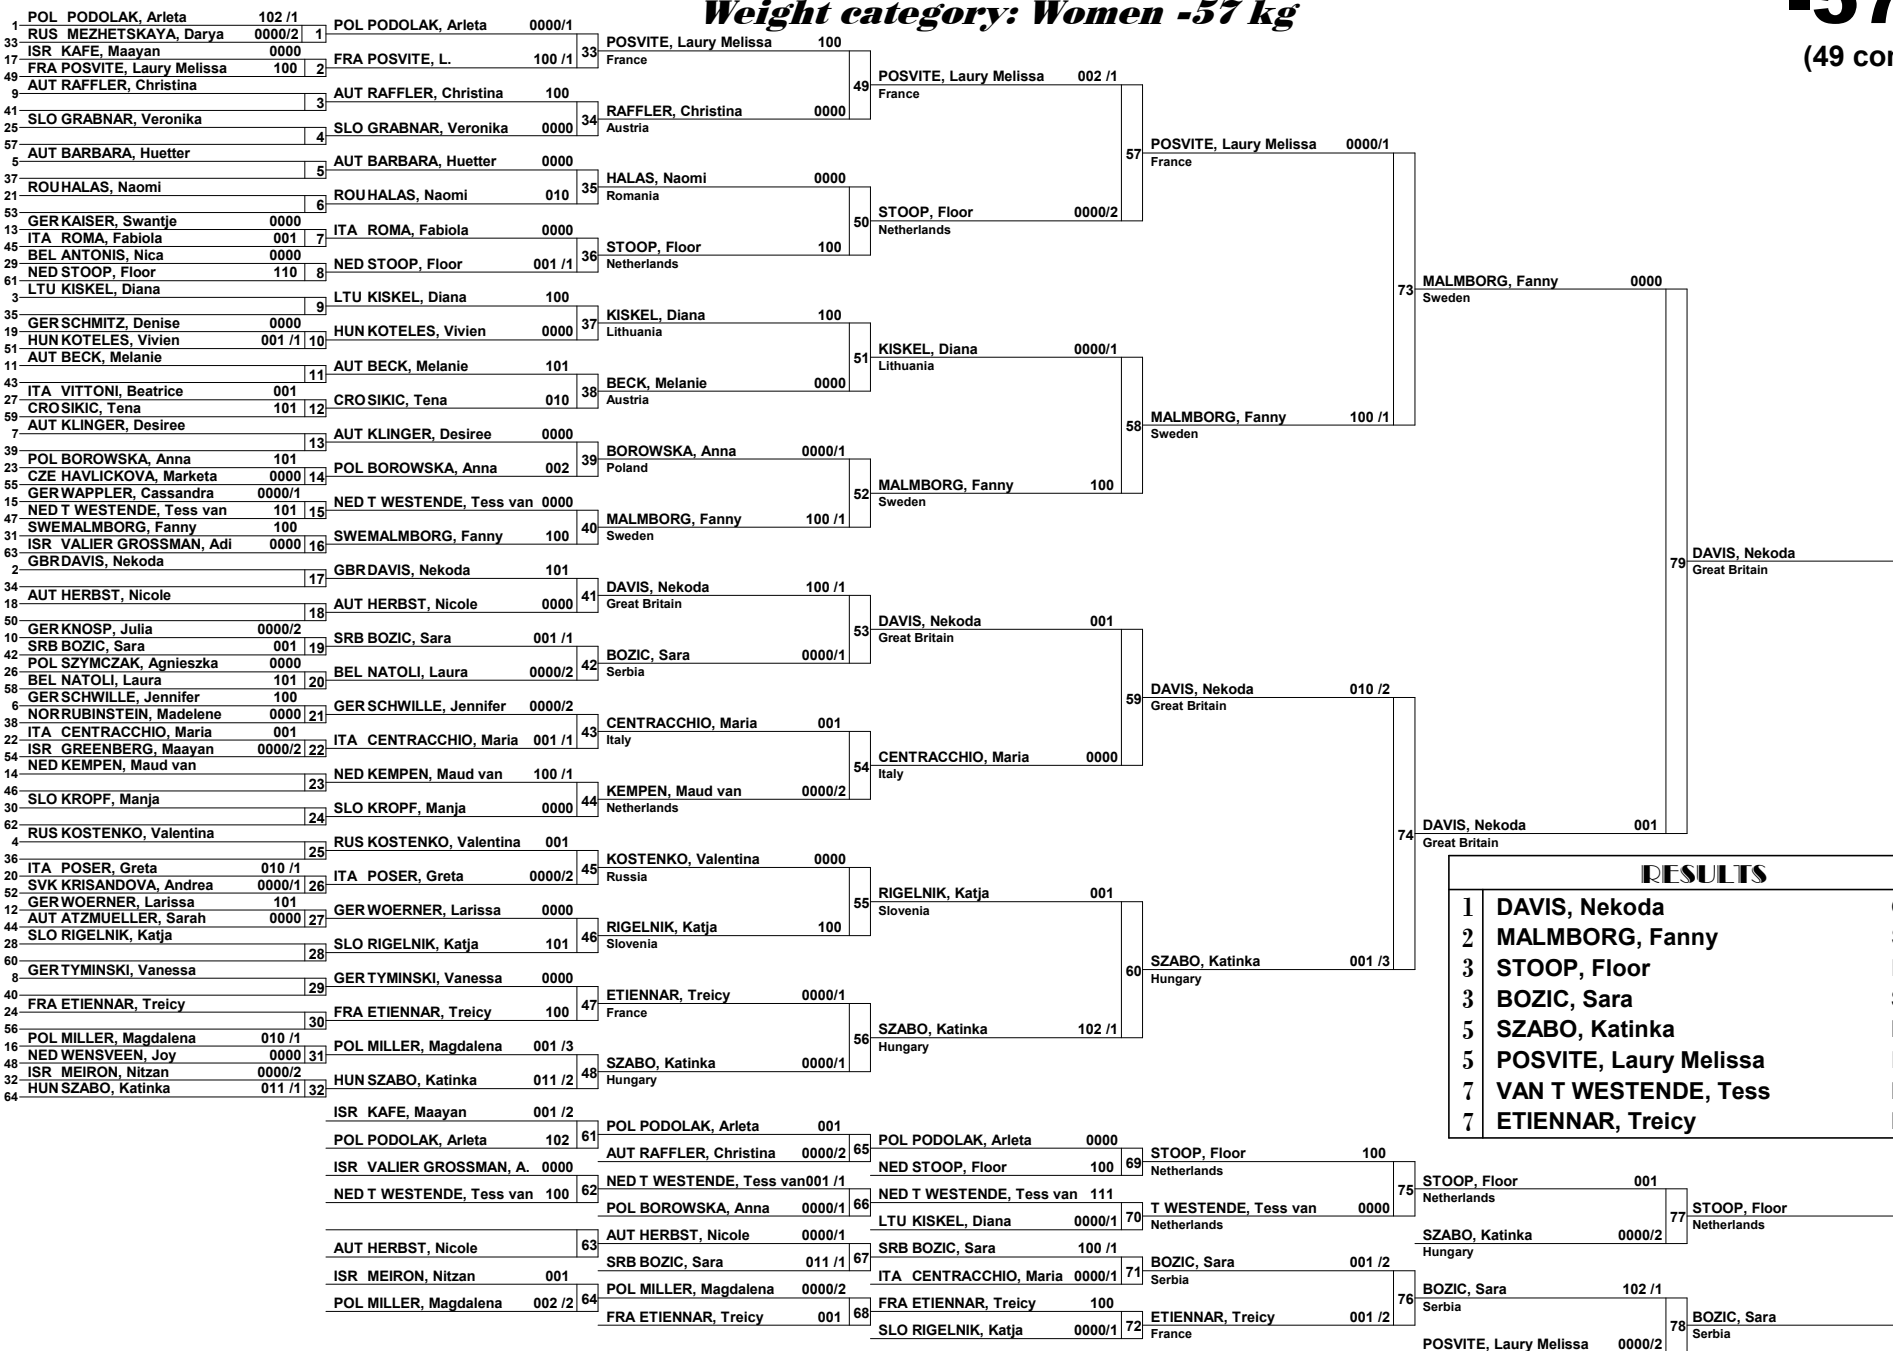 Weight category: Women -57 kg
-57
(49 con
1 POL PODOLAK, Arleta 102 /1
33 RUS MEZHETSKAYA, Darya 0000/2 1
17 ISR KAFE, Maayan 0000
49 FRA POSVITE, Laury Melissa 100 2
9 AUT RAFFLER, Christina
41 3
25 SLO GRABNAR, Veronika
57 4
5 AUT BARBARA, Huetter
37 5
21 ROU HALAS, Naomi
53 6
13 GER KAISER, Swantje 0000
45 ITA ROMA, Fabiola 001 7
29 BEL ANTONIS, Nica 0000
61 NED STOOP, Floor 110 8
3 LTU KISKEL, Diana
35 9
19 GER SCHMITZ, Denise 0000
51 HUN KOTELES, Vivien 001 /1 10
11 AUT BECK, Melanie
43 11
27 ITA VITTONI, Beatrice 001
59 CRO SIKIC, Tena 101 12
7 AUT KLINGER, Desiree
39 13
23 POL BOROWSKA, Anna 101
55 CZE HAVLICKOVA, Marketa 0000 14
15 GER WAPPLER, Cassandra 0000/1
47 NED T WESTENDE, Tess van 101 15
31 SWE MALMBORG, Fanny 100
63 ISR VALIER GROSSMAN, Adi 0000 16
2 GBR DAVIS, Nekoda
34 17
18 AUT HERBST, Nicole
50 18
10 GER KNOSP, Julia 0000/2
42 SRB BOZIC, Sara 001 19
26 POL SZYMCZAK, Agnieszka 0000
58 BEL NATOLI, Laura 101 20
6 GER SCHWILLE, Jennifer 100
38 NOR RUBINSTEIN, Madelene 0000 21
22 ITA CENTRACCHIO, Maria 001
54 ISR GREENBERG, Maayan 0000/2 22
14 NED KEMPEN, Maud van
46 23
30 SLO KROPF, Manja
62 24
4 RUS KOSTENKO, Valentina
36 25
20 ITA POSER, Greta 010 /1
52 SVK KRISANDOVA, Andrea 0000/1 26
12 GER WOERNER, Larissa 101
44 AUT ATZMUELLER, Sarah 0000 27
28 SLO RIGELNIK, Katja
60 28
8 GER TYMINSKI, Vanessa
40 29
24 FRA ETIENNAR, Treicy
56 30
16 POL MILLER, Magdalena 010 /1
48 NED WENSVEEN, Joy 0000 31
32 ISR MEIRON, Nitzan 0000/2
64 HUN SZABO, Katinka 011 /1 32
POL PODOLAK, Arleta 0000/1
FRA POSVITE, L. 100 /1 33
AUT RAFFLER, Christina 100
SLO GRABNAR, Veronika 0000 34
AUT BARBARA, Huetter 0000
ROU HALAS, Naomi 010 35
ITA ROMA, Fabiola 0000
NED STOOP, Floor 001 /1 36
LTU KISKEL, Diana 100
HUN KOTELES, Vivien 0000 37
AUT BECK, Melanie 101
CRO SIKIC, Tena 010 38
AUT KLINGER, Desiree 0000
POL BOROWSKA, Anna 002 39
NED T WESTENDE, Tess van 0000
SWE MALMBORG, Fanny 100 40
GBR DAVIS, Nekoda 101
AUT HERBST, Nicole 0000 41
SRB BOZIC, Sara 001 /1
BEL NATOLI, Laura 0000/2 42
GER SCHWILLE, Jennifer 0000/2
ITA CENTRACCHIO, Maria 001 /1 43
NED KEMPEN, Maud van 100 /1
SLO KROPF, Manja 0000 44
RUS KOSTENKO, Valentina 001
ITA POSER, Greta 0000/2 45
GER WOERNER, Larissa 0000
SLO RIGELNIK, Katja 101 46
GER TYMINSKI, Vanessa 0000
FRA ETIENNAR, Treicy 100 47
POL MILLER, Magdalena 001 /3
HUN SZABO, Katinka 011 /2 48
POSVITE, Laury Melissa 100
France
49
RAFFLER, Christina 0000
Austria
HALAS, Naomi 0000
Romania
50
STOOP, Floor 100
Netherlands
KISKEL, Diana 100
Lithuania
51
BECK, Melanie 0000
Austria
BOROWSKA, Anna 0000/1
Poland
52
MALMBORG, Fanny 100 /1
Sweden
DAVIS, Nekoda 100 /1
Great Britain
53
BOZIC, Sara 0000/1
Serbia
CENTRACCHIO, Maria 001
Italy
54
KEMPEN, Maud van 0000/2
Netherlands
KOSTENKO, Valentina 0000
Russia
55
RIGELNIK, Katja 100
Slovenia
ETIENNAR, Treicy 0000/1
France
56
SZABO, Katinka 0000/1
Hungary
POSVITE, Laury Melissa 002 /1
France
57
STOOP, Floor 0000/2
Netherlands
KISKEL, Diana 0000/1
Lithuania
58
MALMBORG, Fanny 100
Sweden
DAVIS, Nekoda 001
Great Britain
59
CENTRACCHIO, Maria 0000
Italy
RIGELNIK, Katja 001
Slovenia
60
SZABO, Katinka 102 /1
Hungary
POSVITE, Laury Melissa 0000/1
France
73
MALMBORG, Fanny 100 /1
Sweden
DAVIS, Nekoda 010 /2
Great Britain
74
SZABO, Katinka 001 /3
Hungary
MALMBORG, Fanny 0000
Sweden
79
DAVIS, Nekoda 001
Great Britain
DAVIS, Nekoda
Great Britain
RESULTS
1 DAVIS, Nekoda
2 MALMBORG, Fanny
3 STOOP, Floor
3 BOZIC, Sara
5 SZABO, Katinka
5 POSVITE, Laury Melissa
7 VAN T WESTENDE, Tess
7 ETIENNAR, Treicy
ISR KAFE, Maayan 001 /2
POL PODOLAK, Arleta 102 61
ISR VALIER GROSSMAN, A. 0000
NED T WESTENDE, Tess van 100 62
63
AUT HERBST, Nicole
ISR MEIRON, Nitzan 001
POL MILLER, Magdalena 002 /2 64
POL PODOLAK, Arleta 001
AUT RAFFLER, Christina 0000/2 65
NED T WESTENDE, Tess van 001 /1
POL BOROWSKA, Anna 0000/1 66
AUT HERBST, Nicole 0000/1
SRB BOZIC, Sara 011 /1 67
POL MILLER, Magdalena 0000/2
FRA ETIENNAR, Treicy 001 68
POL PODOLAK, Arleta 0000
NED STOOP, Floor 100 69
NED T WESTENDE, Tess van 111
LTU KISKEL, Diana 0000/1 70
SRB BOZIC, Sara 100 /1
ITA CENTRACCHIO, Maria 0000/1 71
FRA ETIENNAR, Treicy 100
SLO RIGELNIK, Katja 0000/1 72
STOOP, Floor 100
Netherlands
75
T WESTENDE, Tess van 0000
Netherlands
BOZIC, Sara 001 /2
Serbia
76
ETIENNAR, Treicy 001 /2
France
STOOP, Floor 001
Netherlands
77
SZABO, Katinka 0000/2
Hungary
BOZIC, Sara 102 /1
Serbia
78
POSVITE, Laury Melissa 0000/2
STOOP, Floor
Netherlands
BOZIC, Sara
Serbia